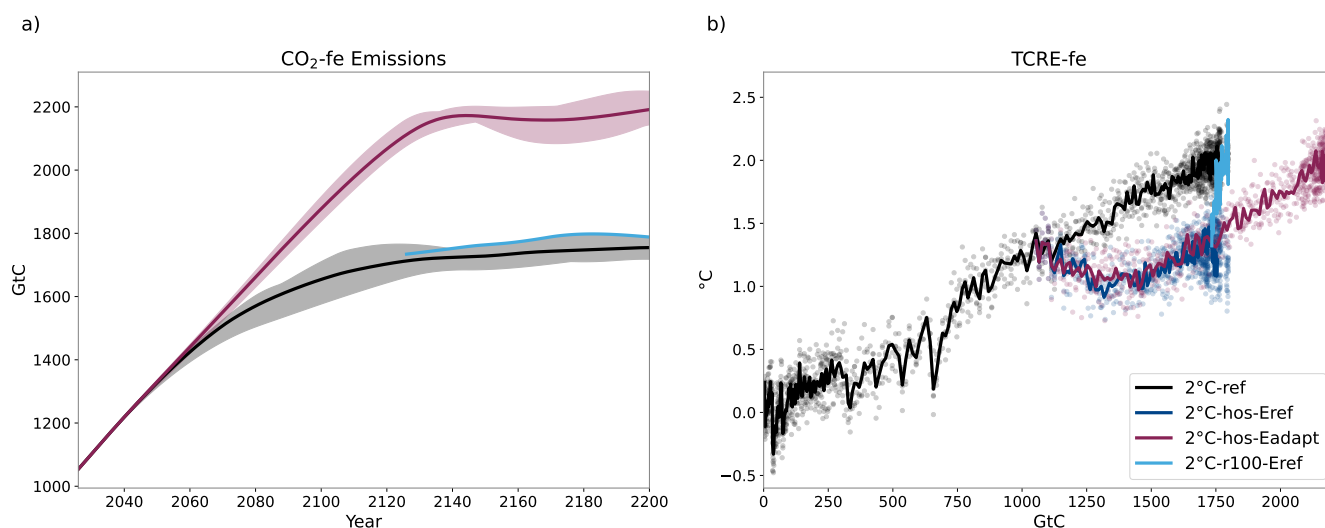 a)
CO₂-fe Emissions
GtC
2200
2000
1800
1600
1400
1200
1000
2040 2060 2080 2100 2120 2140 2160 2180 2200
Year
b)
TCRE-fe
°C
2.5
2.0
1.5
1.0
0.5
0.0
−0.5
0 250 500 750 1000 1250 1500 1750 2000
GtC
2°C-ref
2°C-hos-Eref
2°C-hos-Eadapt
2°C-r100-Eref